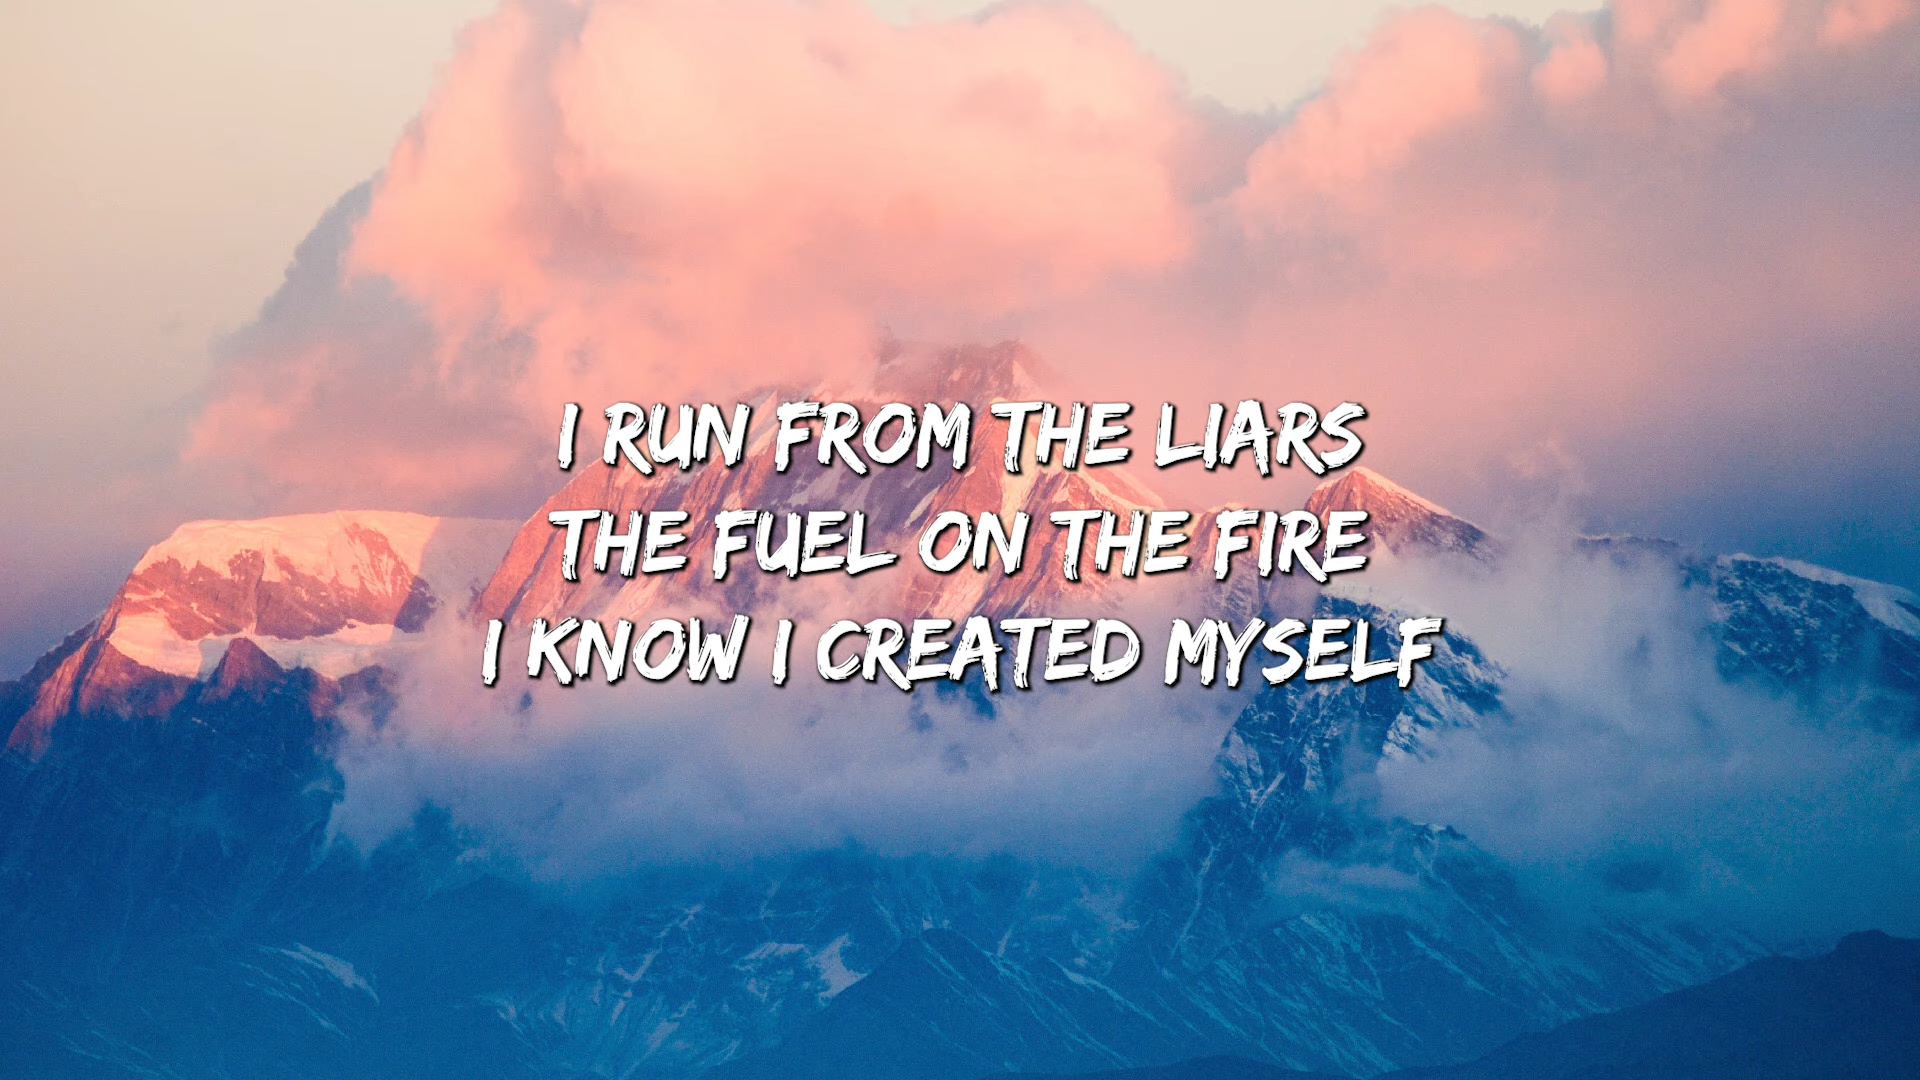 I RUN FROM THE LIARS
THE FUEL ON THE FIRE
I KNOW I CREATED MYSELF